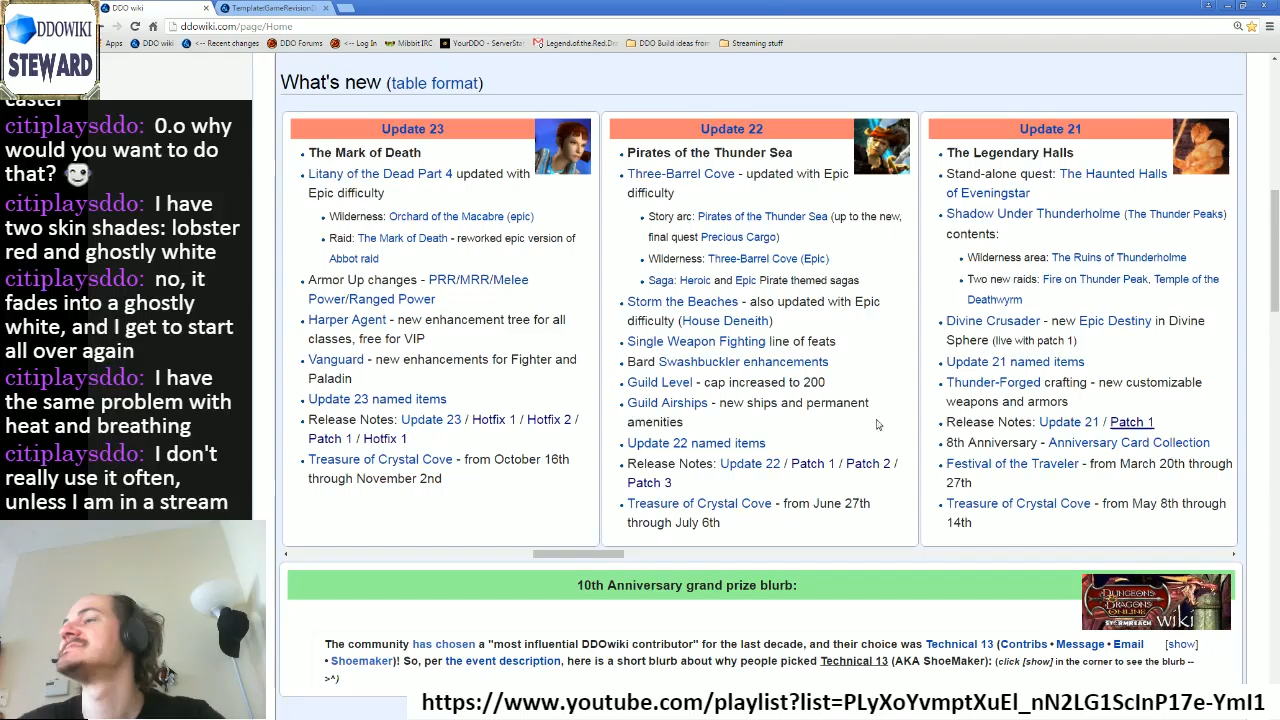 DDO wiki
Template:GameRevisionD
ddowiki.com/page/Home
Apps
DDO wiki
<-- Recent changes
DDO Forums
<-- Log In
Mibbit IRC
YourDDO - ServerStat
Legend.of.the.Red.Dra
DDO Build ideas from
Streaming stuff
DDOWIKI
STEWARD
caster
citiplaysddo: 0.o why
would you want to do
that?
citiplaysddo: I have
two skin shades: lobster
red and ghostly white
citiplaysddo: no, it
fades into a ghostly
white, and I get to start
all over again
citiplaysddo: I have
the same problem with
heat and breathing
citiplaysddo: I don't
really use it often,
unless I am in a stream
What's new (table format)
Update 23
The Mark of Death
Litany of the Dead Part 4 updated with
Epic difficulty
Wilderness: Orchard of the Macabre (epic)
Raid: The Mark of Death - reworked epic version of
Abbot raid
Armor Up changes - PRR/MRR/Melee
Power/Ranged Power
Harper Agent - new enhancement tree for all
classes, free for VIP
Vanguard - new enhancements for Fighter and
Paladin
Update 23 named items
Release Notes: Update 23 / Hotfix 1 / Hotfix 2 /
Patch 1 / Hotfix 1
Treasure of Crystal Cove - from October 16th
through November 2nd
Update 22
Pirates of the Thunder Sea
Three-Barrel Cove - updated with Epic
difficulty
Story arc: Pirates of the Thunder Sea (up to the new,
final quest Precious Cargo)
Wilderness: Three-Barrel Cove (Epic)
Saga: Heroic and Epic Pirate themed sagas
Storm the Beaches - also updated with Epic
difficulty (House Deneith)
Single Weapon Fighting line of feats
Bard Swashbuckler enhancements
Guild Level - cap increased to 200
Guild Airships - new ships and permanent
amenities
Update 22 named items
Release Notes: Update 22 / Patch 1 / Patch 2 /
Patch 3
Treasure of Crystal Cove - from June 27th
through July 6th
Update 21
The Legendary Halls
Stand-alone quest: The Haunted Halls
of Eveningstar
Shadow Under Thunderholme (The Thunder Peaks)
contents:
Wilderness area: The Ruins of Thunderholme
Two new raids: Fire on Thunder Peak, Temple of the
Deathwyrm
Divine Crusader - new Epic Destiny in Divine
Sphere (live with patch 1)
Update 21 named items
Thunder-Forged crafting - new customizable
weapons and armors
Release Notes: Update 21 / Patch 1
8th Anniversary - Anniversary Card Collection
Festival of the Traveler - from March 20th through
27th
Treasure of Crystal Cove - from May 8th through
14th
10th Anniversary grand prize blurb:
DUNGEONS & DRAGONS
ONLINE
STORMREACH
wiki
The community has chosen a "most influential DDOwiki contributor" for the last decade, and their choice was Technical 13 (Contribs • Message • Email [show]
• Shoemaker)! So, per the event description, here is a short blurb about why people picked Technical 13 (AKA ShoeMaker): (click [show] in the corner to see the blurb --
>^)
https://www.youtube.com/playlist?list=PLyXoYvmptXuEl_nN2LG1ScInP17e-YmI1